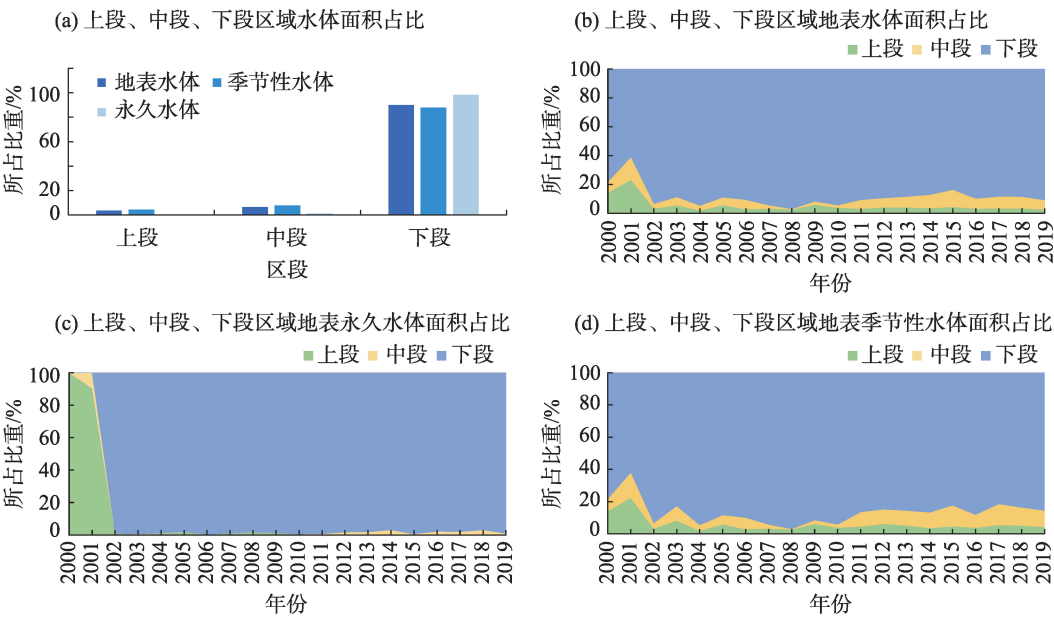 (a) 上段、中段、下段区域水体面积占比
地表水体 季节性水体
永久水体
所占比重/%
100
60
20
0
上段 中段 下段
区段
(b) 上段、中段、下段区域地表水体面积占比
上段 中段 下段
所占比重/%
100
80
60
40
20
0
2000 2001 2002 2003 2004 2005 2006 2007 2008 2009 2010 2011 2012 2013 2014 2015 2016 2017 2018 2019
年份
(c) 上段、中段、下段区域地表永久水体面积占比
上段 中段 下段
所占比重/%
100
80
60
40
20
0
2000 2001 2002 2003 2004 2005 2006 2007 2008 2009 2010 2011 2012 2013 2014 2015 2016 2017 2018 2019
年份
(d) 上段、中段、下段区域地表季节性水体面积占比
上段 中段 下段
所占比重/%
100
80
60
40
20
0
2000 2001 2002 2003 2004 2005 2006 2007 2008 2009 2010 2011 2012 2013 2014 2015 2016 2017 2018 2019
年份